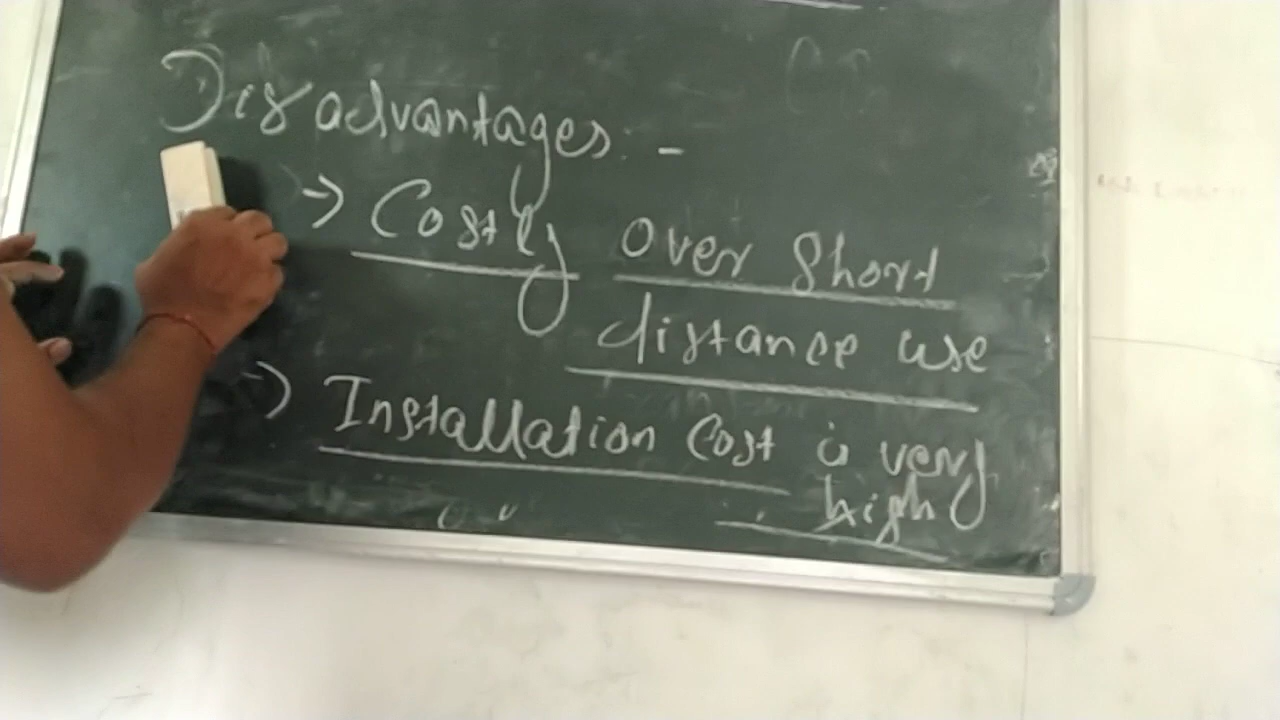 Disadvantages. -
→ Costly over short
distance use
→ Installation Cost is very
high